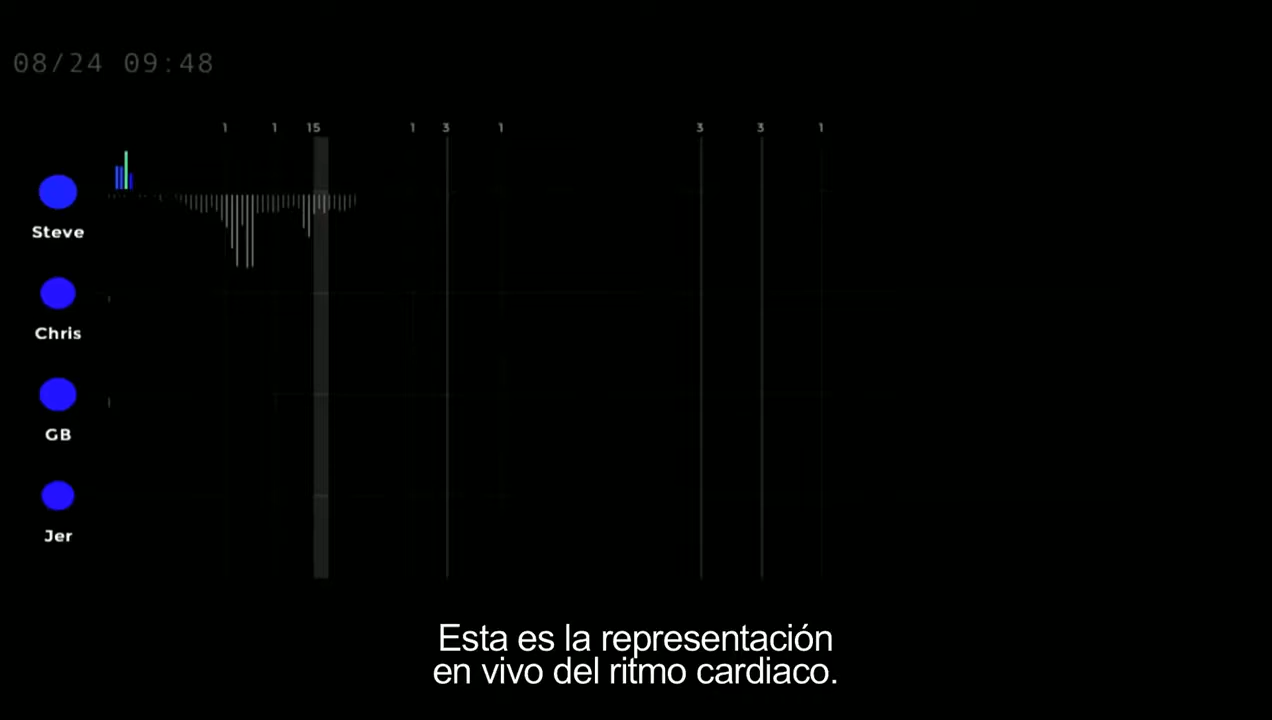 08/24 09:48
1 1 15 1 3 1 3 3 1
Steve
Chris
GB
Jer
Esta es la representación
en vivo del ritmo cardiaco.